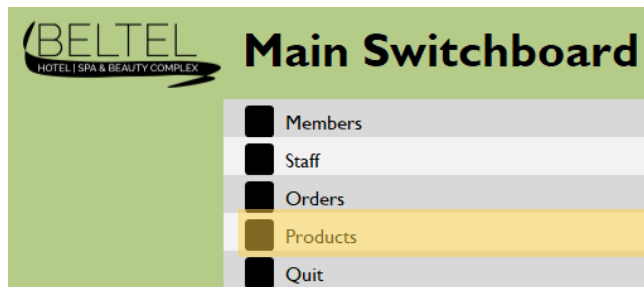 BELTEL
HOTEL | SPA & BEAUTY COMPLEX
Main Switchboard
Members
Staff
Orders
Products
Quit